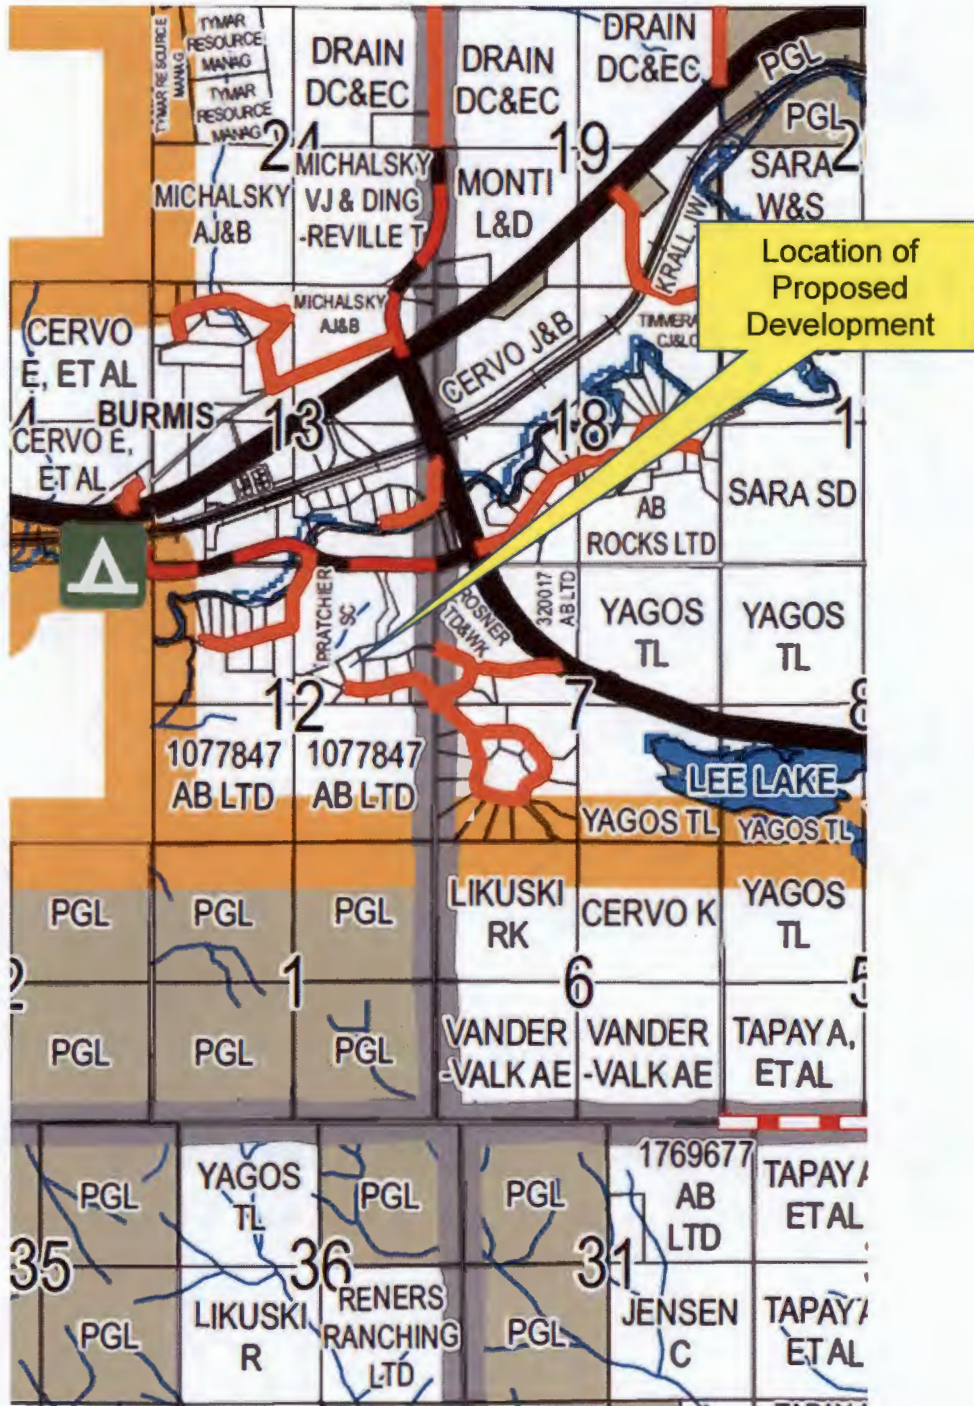 TYMAR RESOURCE
MANAG
TYMAR
RESOURCE
MANAG
TYMAR
RESOURCE
MANAG
DRAIN
DC&EC
DRAIN
DC&EC
DRAIN
DC&EC
PGL
PGL
24
19
2
MICHALSKY
AJ&B
MICHALSKY
VJ & DING
-REVILLE T
MONTI
L&D
KRALL J/W
SARA
W&S
Location of
Proposed
Development
CERVO
E, ET AL
MICHALSKY
AJ&B
CERVO J&B
TIMMERA
CJ&LC
BURMIS
13
18
1
CERVO E,
ET AL
AB
ROCKS LTD
SARA SD
PRATCHER
SC
ROSNER
TD&WK
320017
AB LTD
YAGOS
TL
YAGOS
TL
12
7
8
1077847
AB LTD
1077847
AB LTD
LEE LAKE
YAGOS TL
YAGOS TL
PGL
PGL
PGL
LIKUSKI
RK
CERVO K
YAGOS
TL
2
1
6
5
PGL
PGL
PGL
VANDER
-VALK AE
VANDER
-VALK AE
TAPAY A,
ET AL
PGL
YAGOS
TL
PGL
PGL
1769677
AB
LTD
TAPAY A
ET AL
35
36
31
PGL
LIKUSKI
R
RENERS
RANCHING
LTD
PGL
JENSEN
C
TAPAY A
ET AL